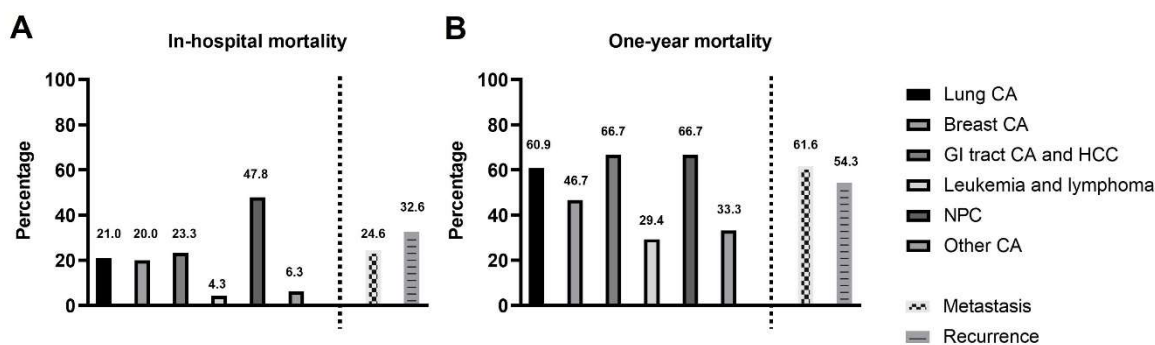 A
In-hospital mortality
Percentage
100
80
60
40
20
0
21.0
20.0
23.3
4.3
47.8
6.3
24.6
32.6
B
One-year mortality
Percentage
100
80
60
40
20
0
60.9
46.7
66.7
29.4
66.7
33.3
61.6
54.3
Lung CA
Breast CA
GI tract CA and HCC
Leukemia and lymphoma
NPC
Other CA
Metastasis
Recurrence